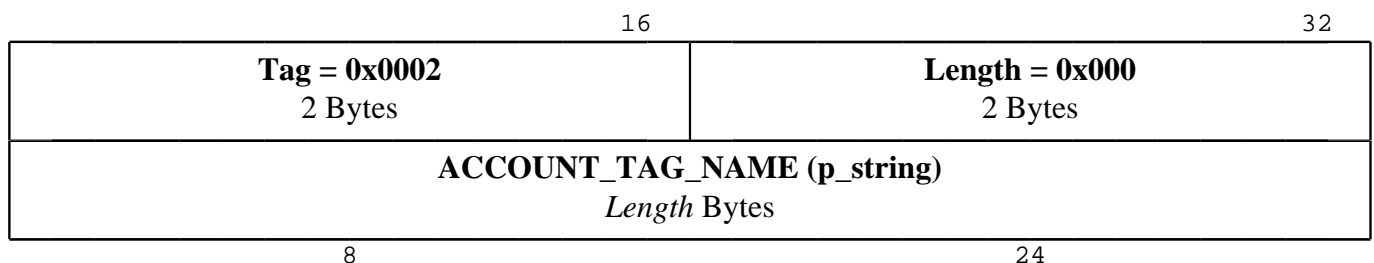 16 32
Tag = 0x0002 Length = 0x000
2 Bytes 2 Bytes
ACCOUNT_TAG_NAME (p_string)
Length Bytes
8 24